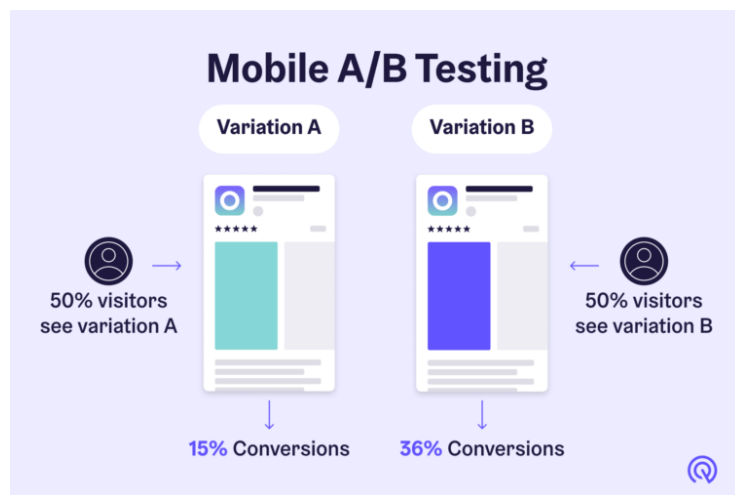 Mobile A/B Testing
Variation A
Variation B
50% visitors
see variation A
50% visitors
see variation B
15% Conversions
36% Conversions